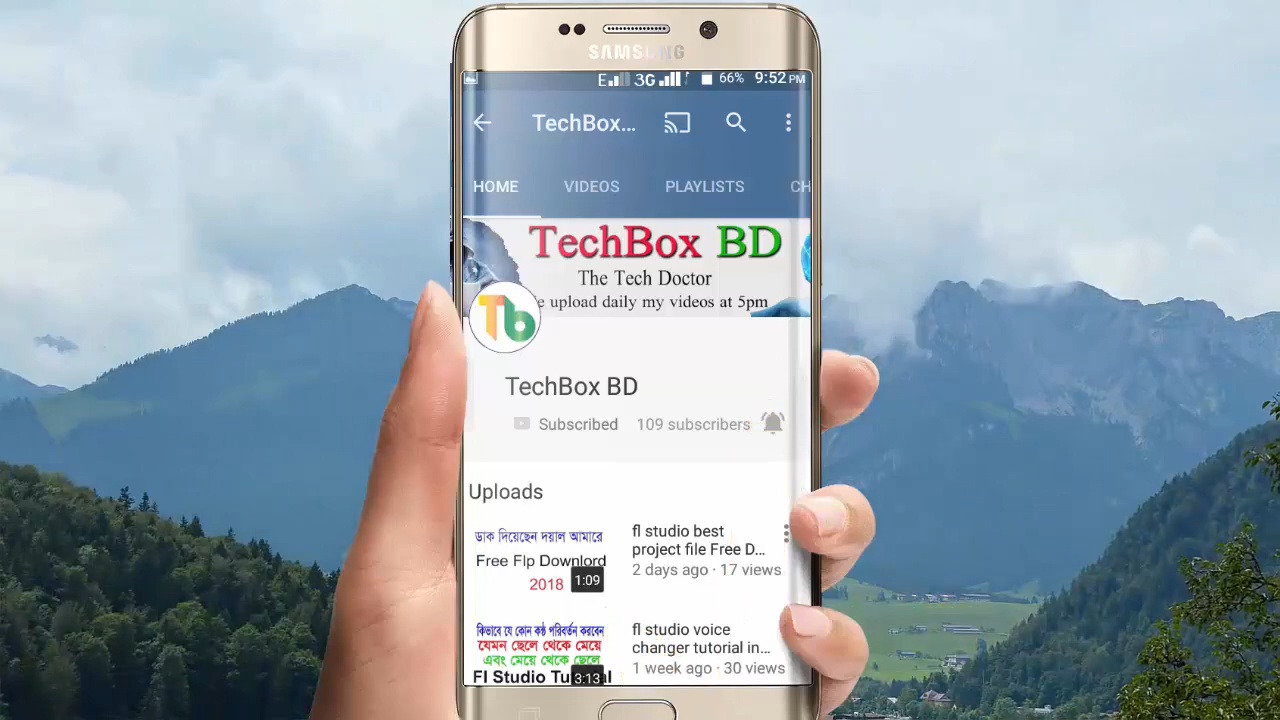 SAMSUNG
E 3G 66% 9:52 PM
TechBox...
HOME VIDEOS PLAYLISTS CH
TechBox BD
The Tech Doctor
e upload daily my videos at 5pm
Tb
TechBox BD
Subscribed 109 subscribers
Uploads
ডাক দিয়েছেন দয়াল আমারে
Free Flp Downlord
2018
1:09
fl studio best
project file Free D...
2 days ago · 17 views
কিভাবে যে কোন কন্ঠ পরিবর্তন করবেন
যেমন ছেলে থেকে মেয়ে
এবং মেয়ে থেকে ছেলে
Fl Studio Tu
3:13
fl studio voice
changer tutorial in...
1 week ago · 30 views